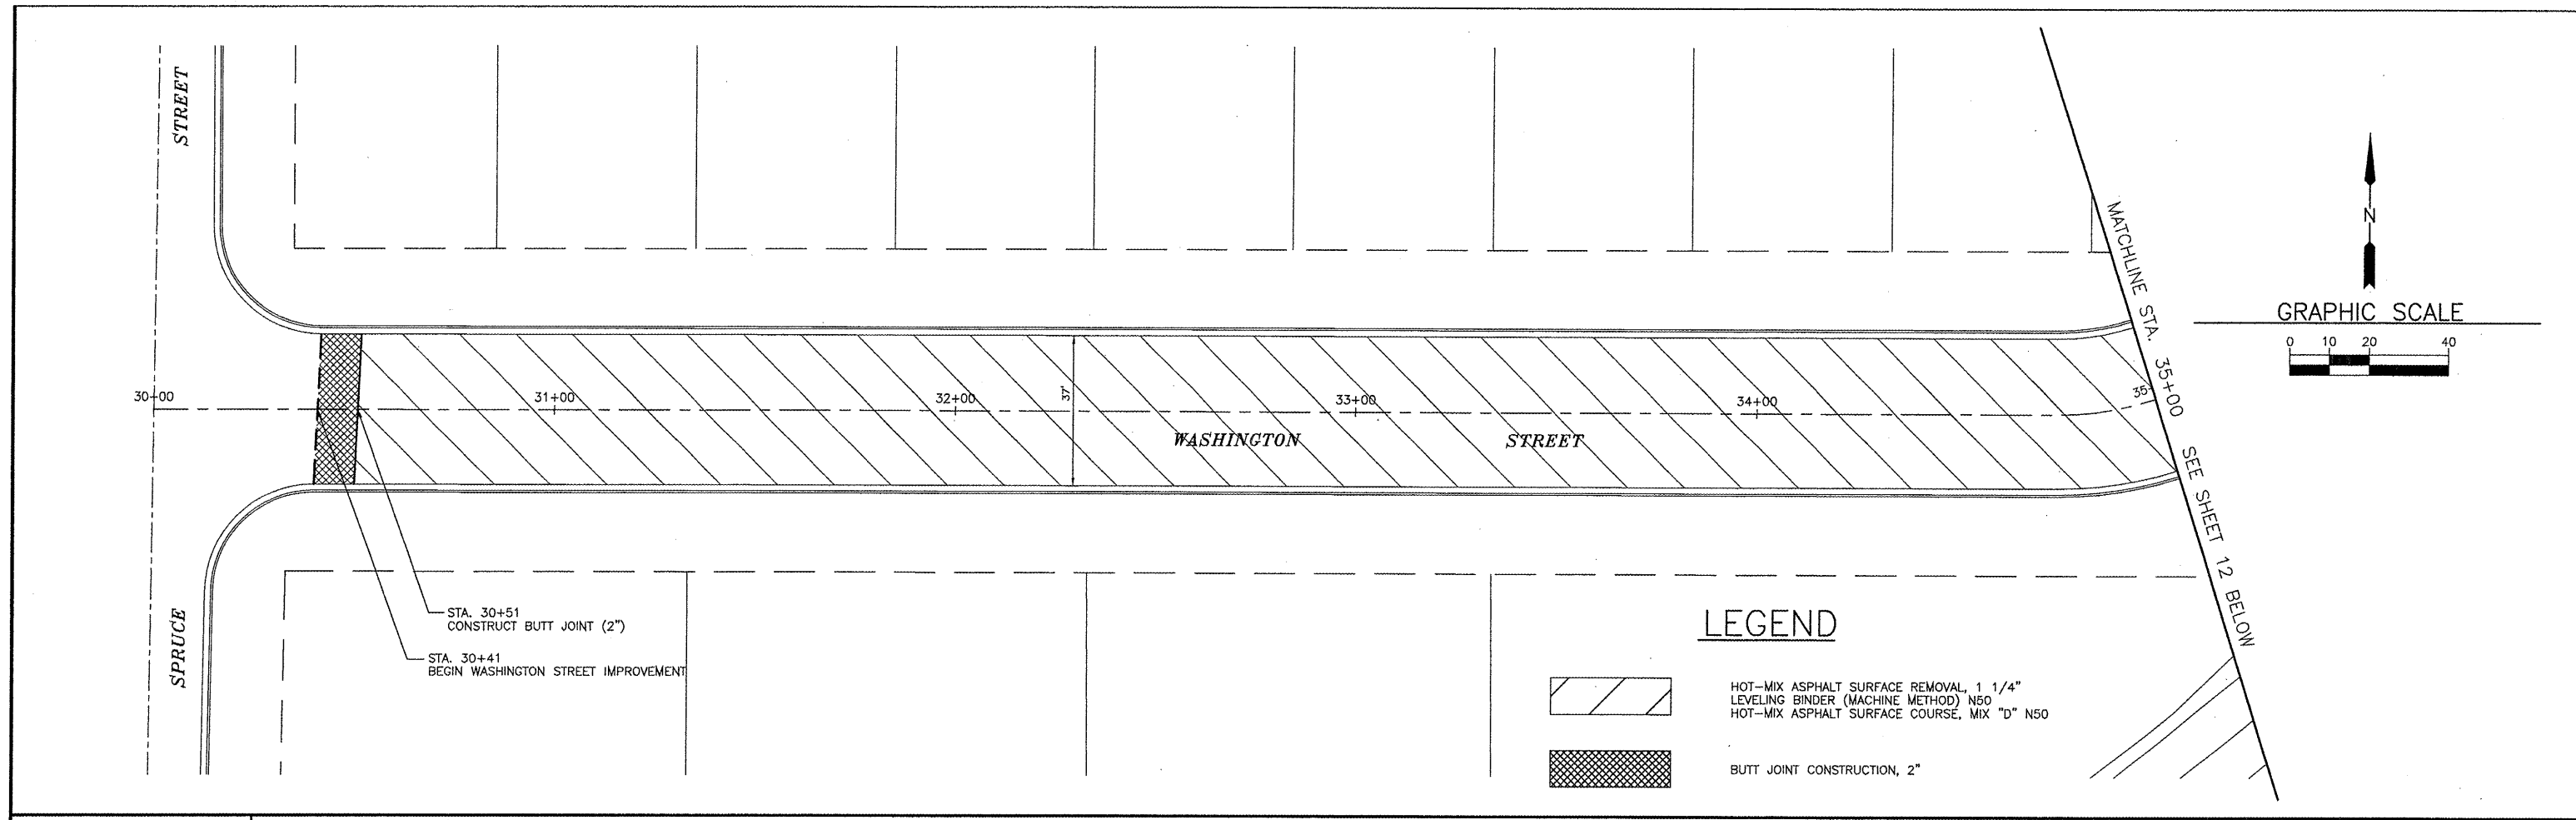 STREET
SPRUCE
30+00
31+00
32+00
33+00
34+00
35
37'
WASHINGTON STREET
STA. 30+51
CONSTRUCT BUTT JOINT (2")
STA. 30+41
BEGIN WASHINGTON STREET IMPROVEMENT
MATCHLINE STA. 35+00 SEE SHEET 12 BELOW
N
GRAPHIC SCALE
0 10 20 40
LEGEND
HOT-MIX ASPHALT SURFACE REMOVAL, 1 1/4"
LEVELING BINDER (MACHINE METHOD) N50
HOT-MIX ASPHALT SURFACE COURSE, MIX "D" N50
BUTT JOINT CONSTRUCTION, 2"